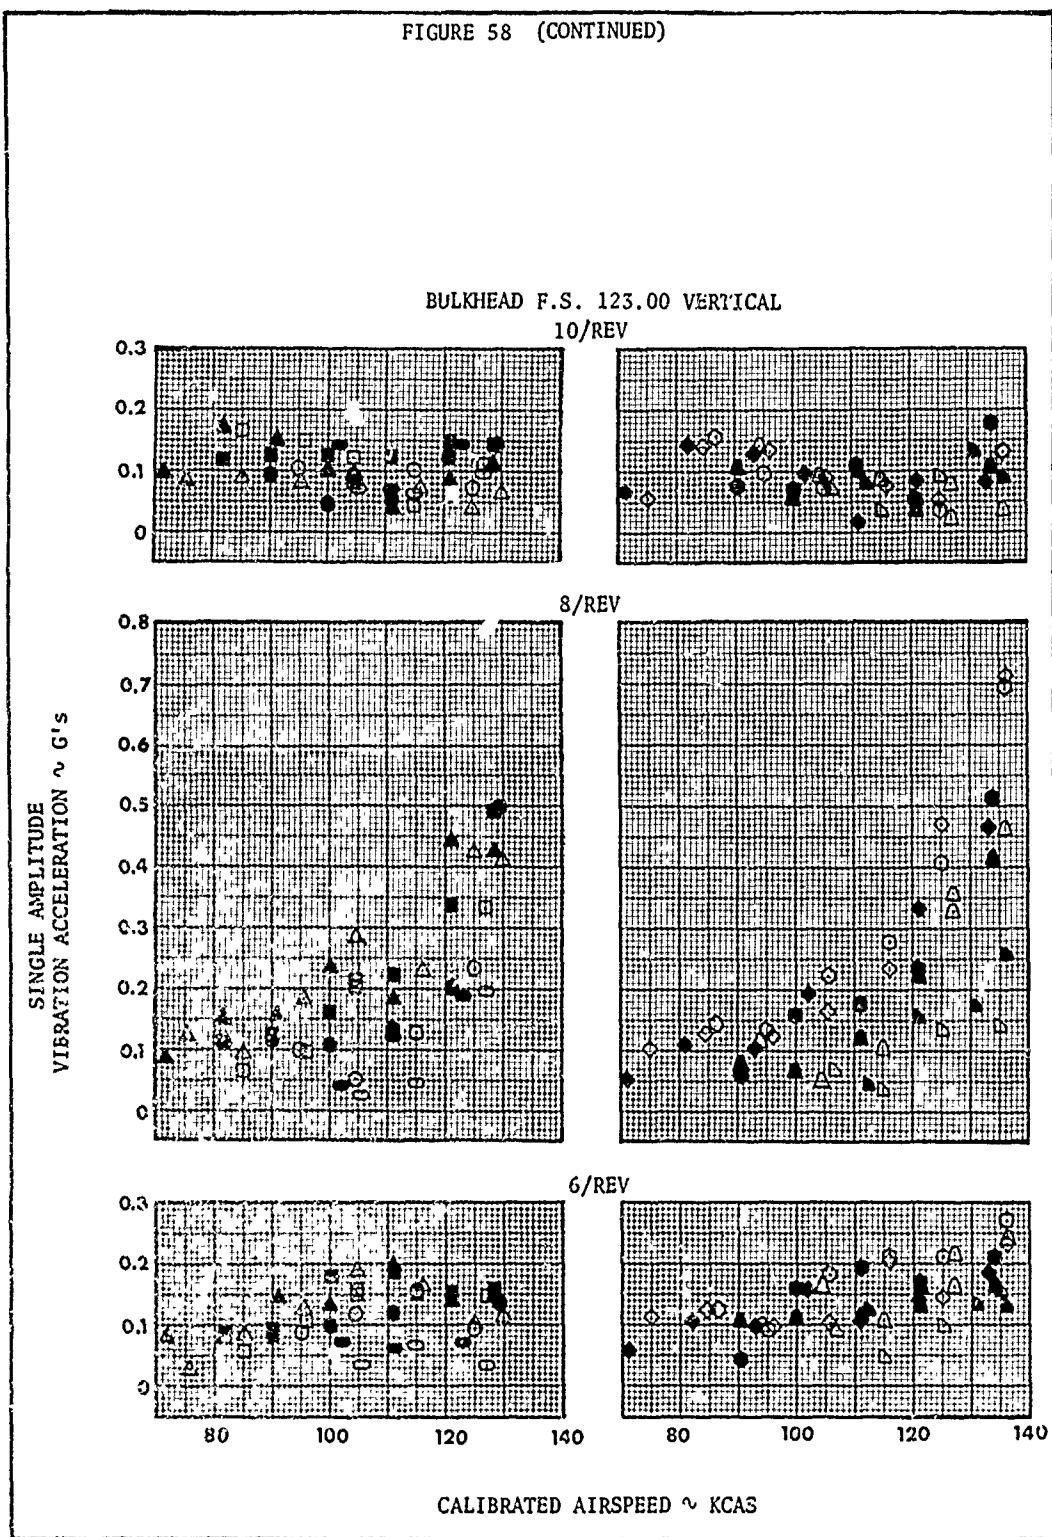 FIGURE 58 (CONTINUED)
BULKHEAD F.S. 123.00 VERTICAL
10/REV
0.3
0.2
0.1
0
8/REV
0.8
0.7
0.6
0.5
0.4
0.3
0.2
0.1
0
SINGLE AMPLITUDE
VIBRATION ACCELERATION ~ G's
6/REV
0.3
0.2
0.1
0
80 100 120 140 80 100 120 140
CALIBRATED AIRSPEED ~ KCAS